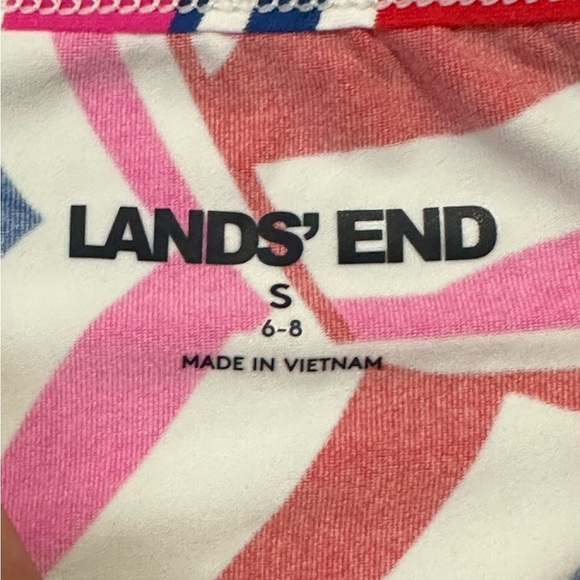 LANDS' END
S
6-8
MADE IN VIETNAM